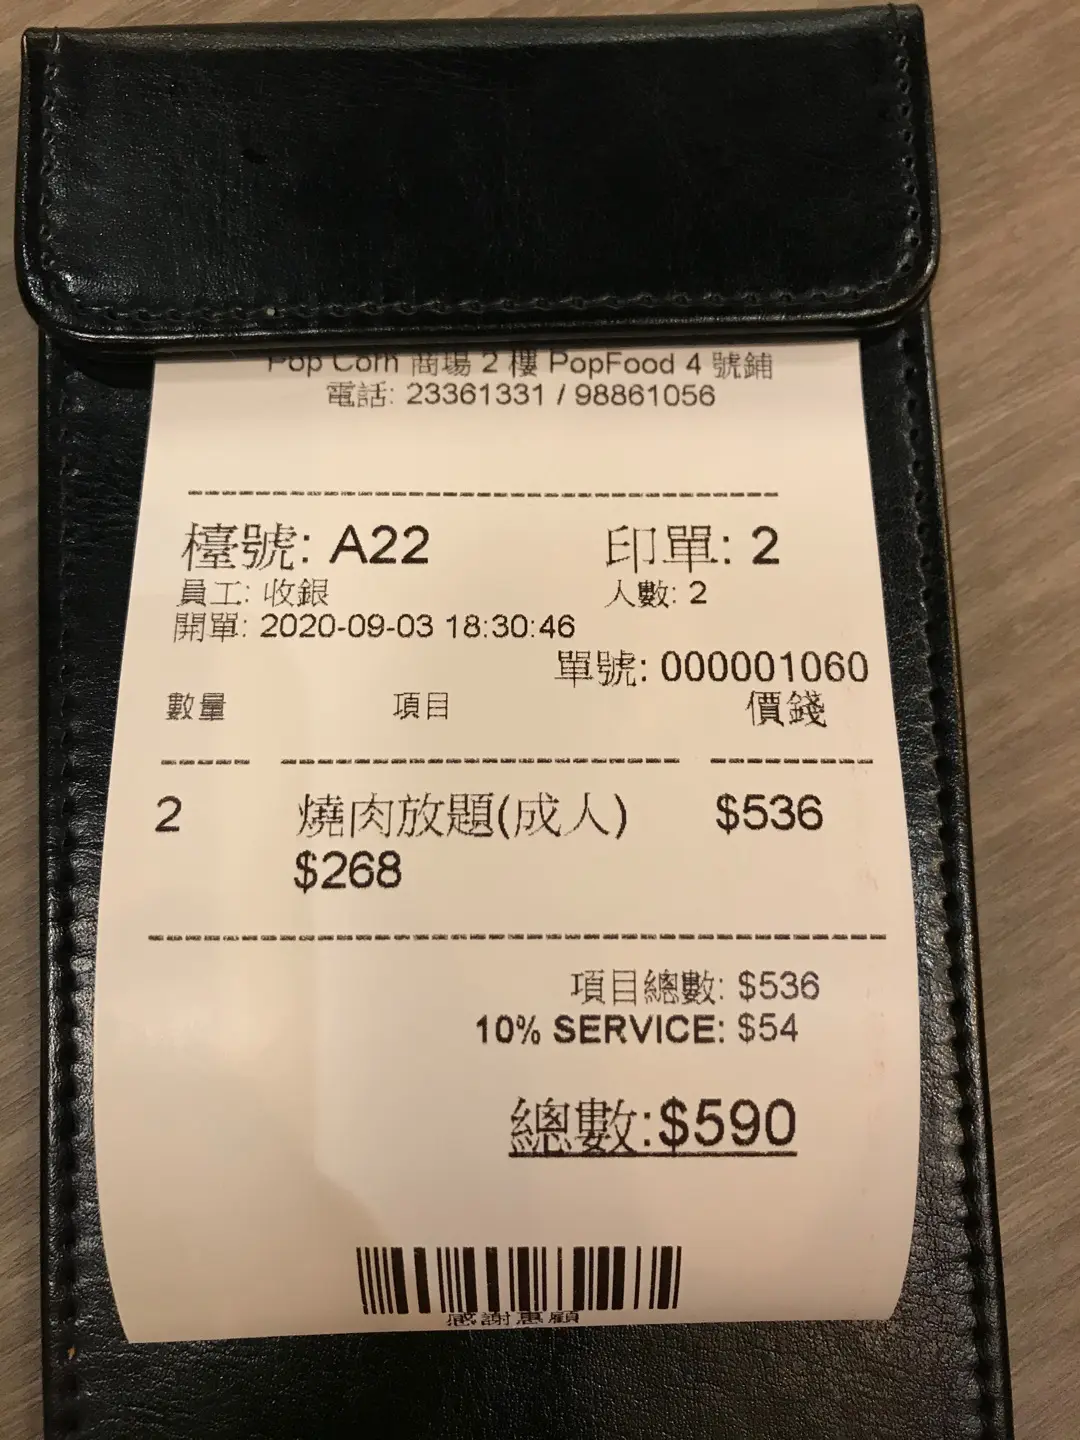 Pop Corn 商場 2 樓 PopFood 4 號鋪
電話: 23361331 / 98861056
檯號: A22 印單: 2
員工: 收銀 人數: 2
開單: 2020-09-03 18:30:46
單號: 000001060
數量 項目 價錢
2 燒肉放題(成人) $536
$268
項目總數: $536
10% SERVICE: $54
總數:$590
感謝惠顧